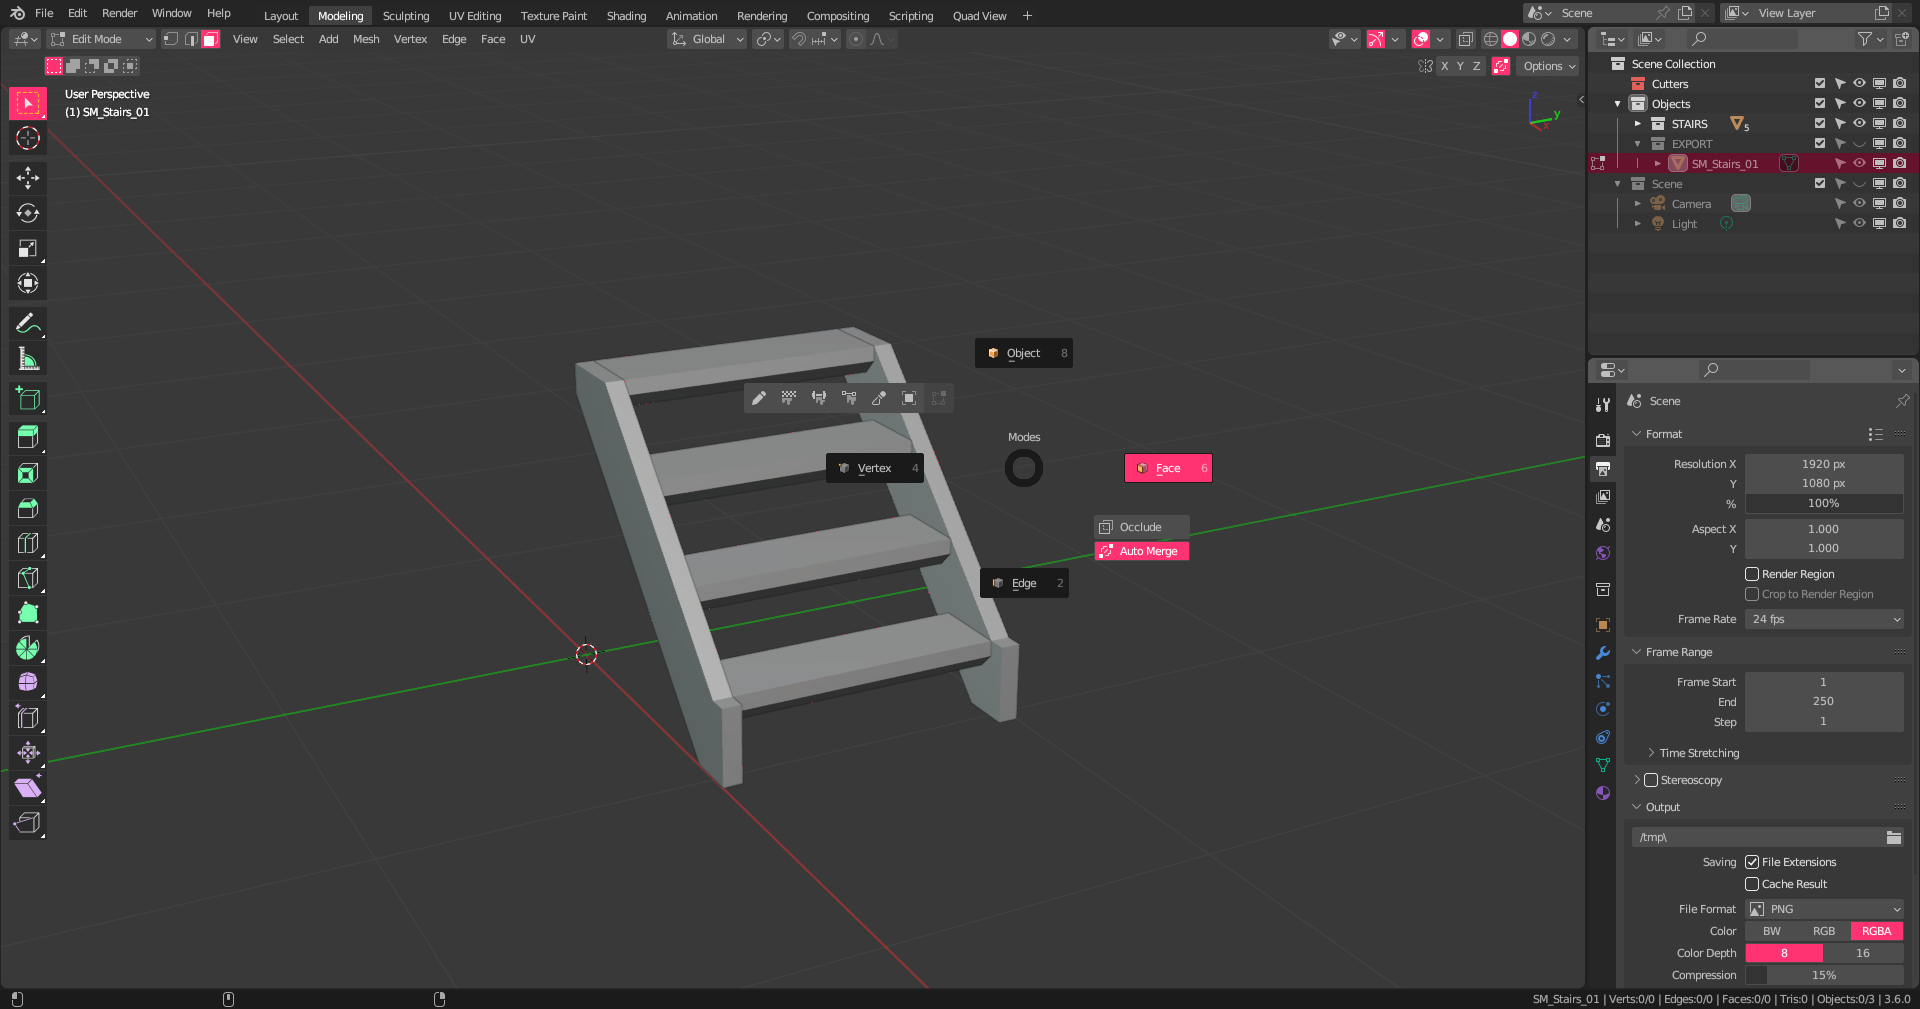 File Edit Render Window Help Layout Modeling Sculpting UV Editing Texture Paint Shading Animation Rendering Compositing Scripting Quad View + Scene View Layer
Edit Mode View Select Add Mesh Vertex Edge Face UV Global
X Y Z Options
User Perspective
(1) SM_Stairs_01
Z
Y
X
Object 8
Modes
Vertex 4
Face 6
Occlude
Auto Merge
Edge 2
Scene Collection
Cutters
Objects
STAIRS 5
EXPORT
SM_Stairs_01
Scene
Camera
Light
Scene
Format
Resolution X 1920 px
Y 1080 px
% 100%
Aspect X 1.000
Y 1.000
Render Region
Crop to Render Region
Frame Rate 24 fps
Frame Range
Frame Start 1
End 250
Step 1
Time Stretching
Stereoscopy
Output
/tmp\
Saving File Extensions
Cache Result
File Format PNG
Color BW RGB RGBA
Color Depth 8 16
Compression 15%
SM_Stairs_01 | Verts:0/0 | Edges:0/0 | Faces:0/0 | Tris:0 | Objects:0/3 | 3.6.0